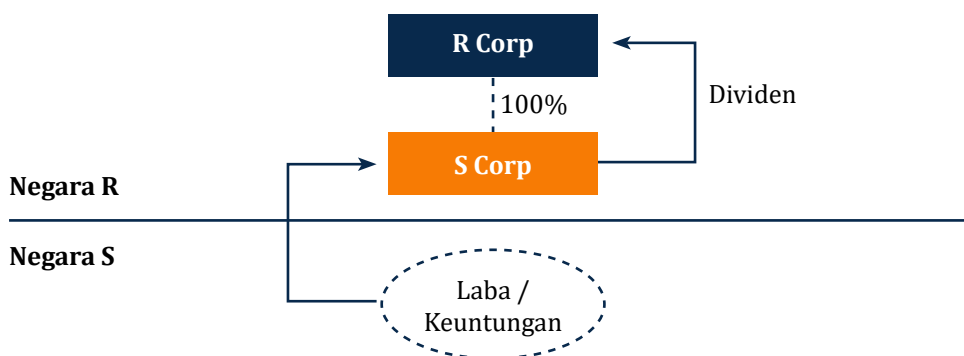 R Corp
100%
Dividen
S Corp
Negara R
Negara S
Laba /
Keuntungan